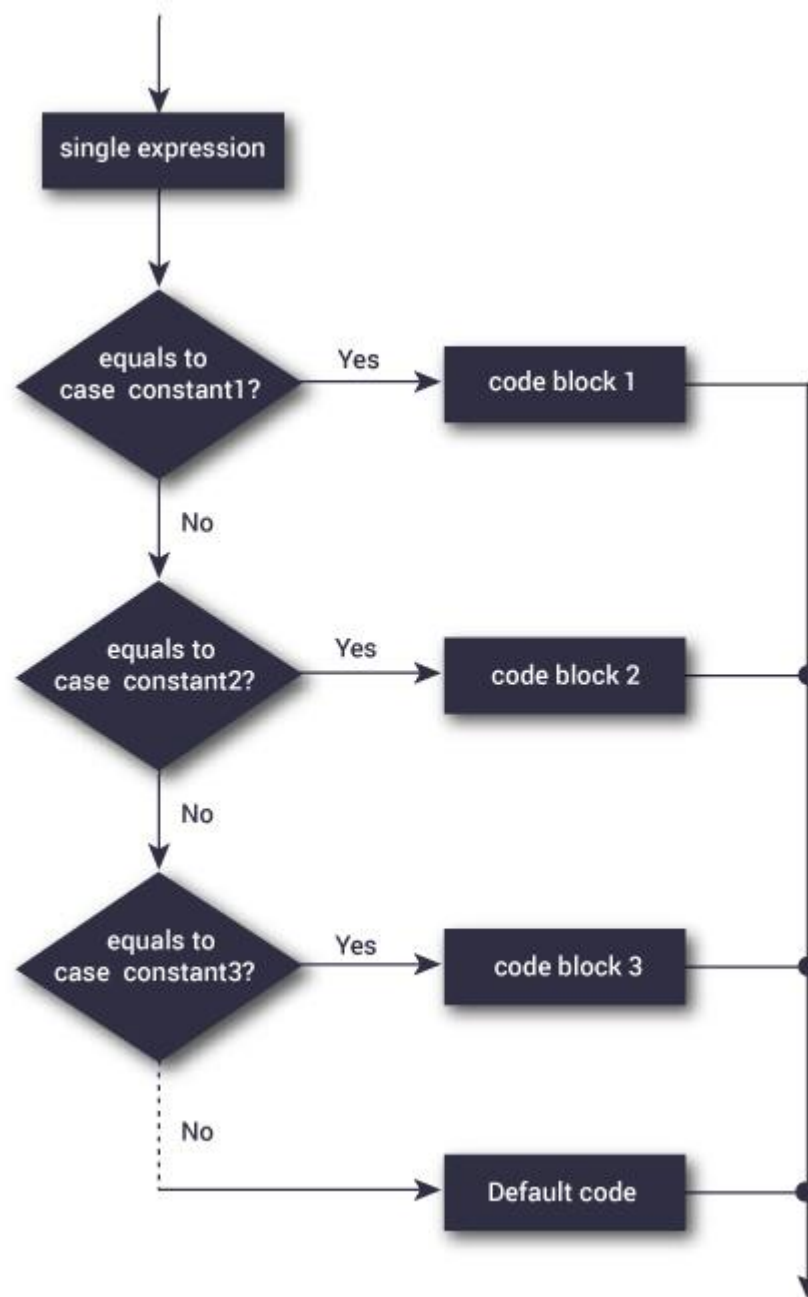 single expression
equals to
case constant1?
Yes
code block 1
No
equals to
case constant2?
Yes
code block 2
No
equals to
case constant3?
Yes
code block 3
No
Default code